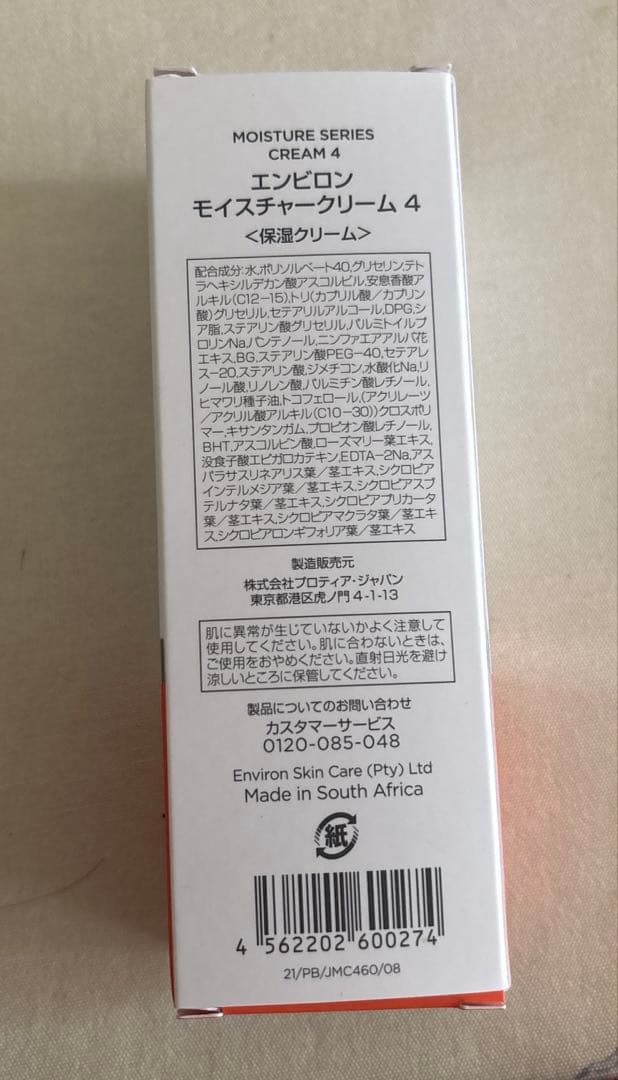 MOISTURE SERIES
CREAM 4
エンビロン
モイスチャークリーム 4
＜保湿クリーム＞
配合成分:水,ポリソルベート40,グリセリン,テト
ラヘキシルデカン酸アスコルビル,安息香酸ア
ルキル(C12-15),トリ(カプリル酸／カプリン
酸)グリセリル,セテアリルアルコール,DPG,シ
ア脂,ステアリン酸グリセリル,パルミトイルプ
ロリンNa,パンテノール,ニンファエアアルバ花
エキス,BG,ステアリン酸PEG-40,セテアレ
ス-20,ステアリン酸,ジメチコン,水酸化Na,リ
ノール酸,リノレン酸,パルミチン酸レチノール,
ヒマワリ種子油,トコフェロール,(アクリレーツ
／アクリル酸アルキル(C10-30))クロスポリ
マー,キサンタンガム,プロピオン酸レチノール,
BHT,アスコルビン酸,ローズマリー葉エキス,
没食子酸エピガロカテキン,EDTA-2Na,アス
パラサスリネアリス葉／茎エキス,シクロピア
インテルメジア葉／茎エキス,シクロピアスブ
テルナタ葉／茎エキス,シクロピアプリカータ
葉／茎エキス,シクロピアマクラタ葉／茎エキ
ス,シクロピアロンギフォリア葉／茎エキス
製造販売元
株式会社プロティア・ジャパン
東京都港区虎ノ門 4-1-13
肌に異常が生じていないかよく注意して
使用してください。肌に合わないときは、
ご使用をおやめください。直射日光を避け
涼しいところに保管してください。
製品についてのお問い合わせ
カスタマーサービス
0120-085-048
Environ Skin Care (Pty) Ltd
Made in South Africa
紙
4 562202 600274
21/PB/JMC460/08